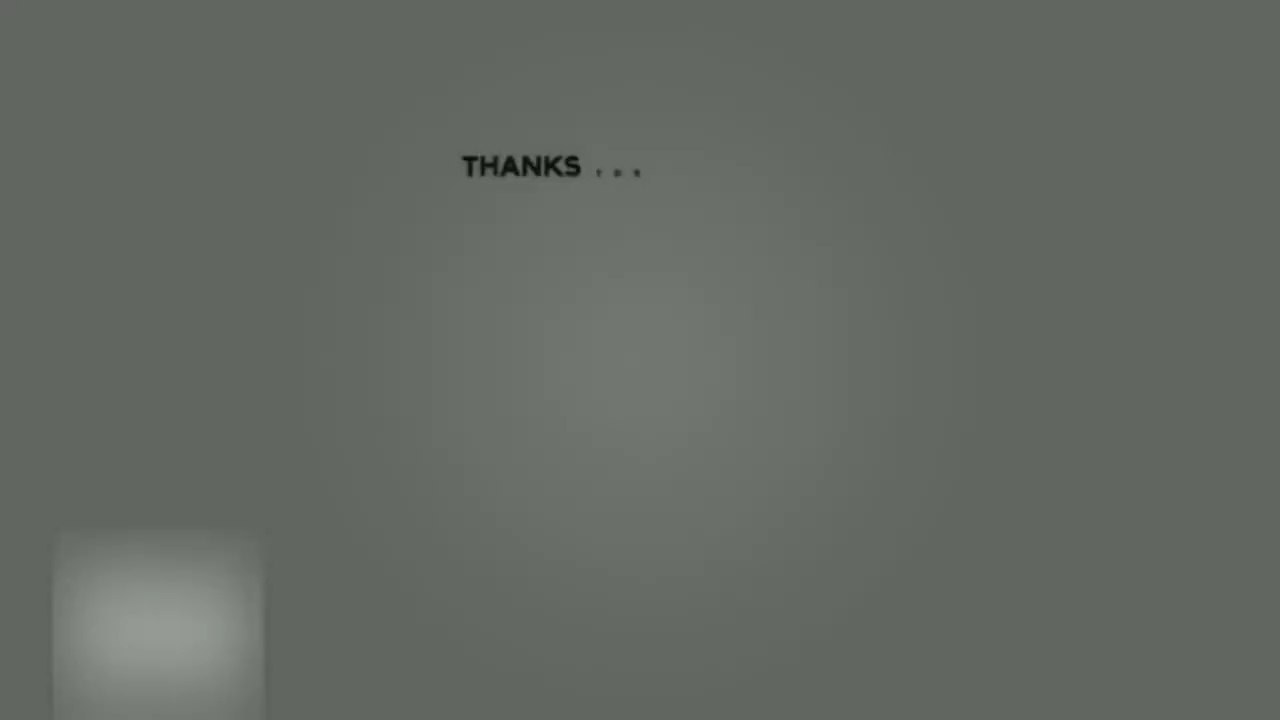 THANKS . . .